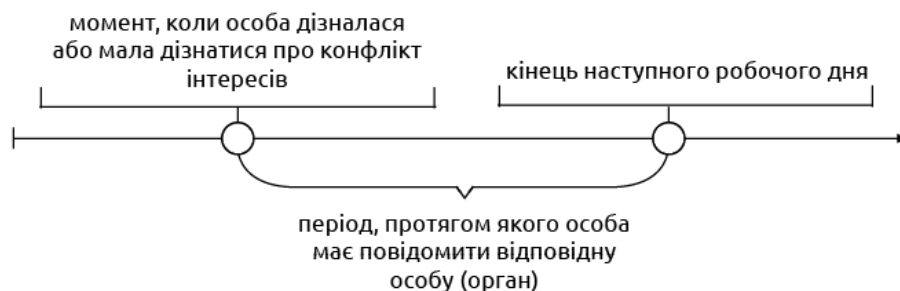 момент, коли особа дізналася
або мала дізнатися про конфлікт
інтересів
кінець наступного робочого дня
період, протягом якого особа
має повідомити відповідну
особу (орган)